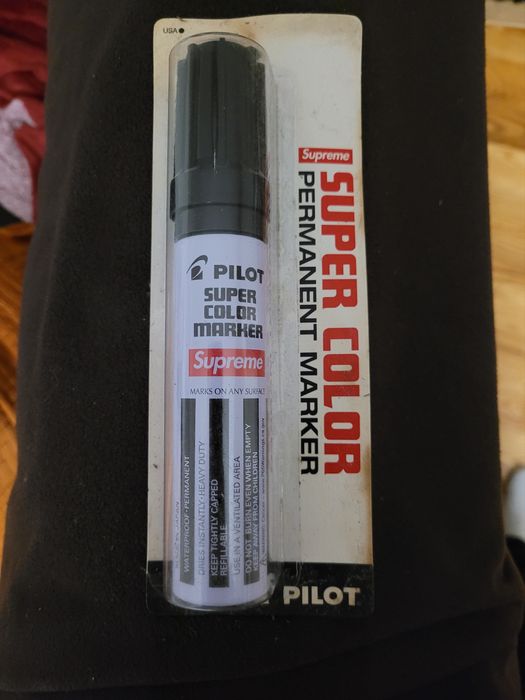 USA
Supreme
SUPER COLOR
PERMANENT MARKER
PILOT
SUPER
COLOR
MARKER
Supreme
MARKS ON ANY SURFACE
WATERPROOF·PERMANENT
DRIES INSTANTLY·HEAVY DUTY
KEEP TIGHTLY CAPPED
REFILLABLE
USE IN A VENTILATED AREA
DO NOT BURN EVEN WHEN EMPTY
KEEP AWAY FROM CHILDREN
PILOT